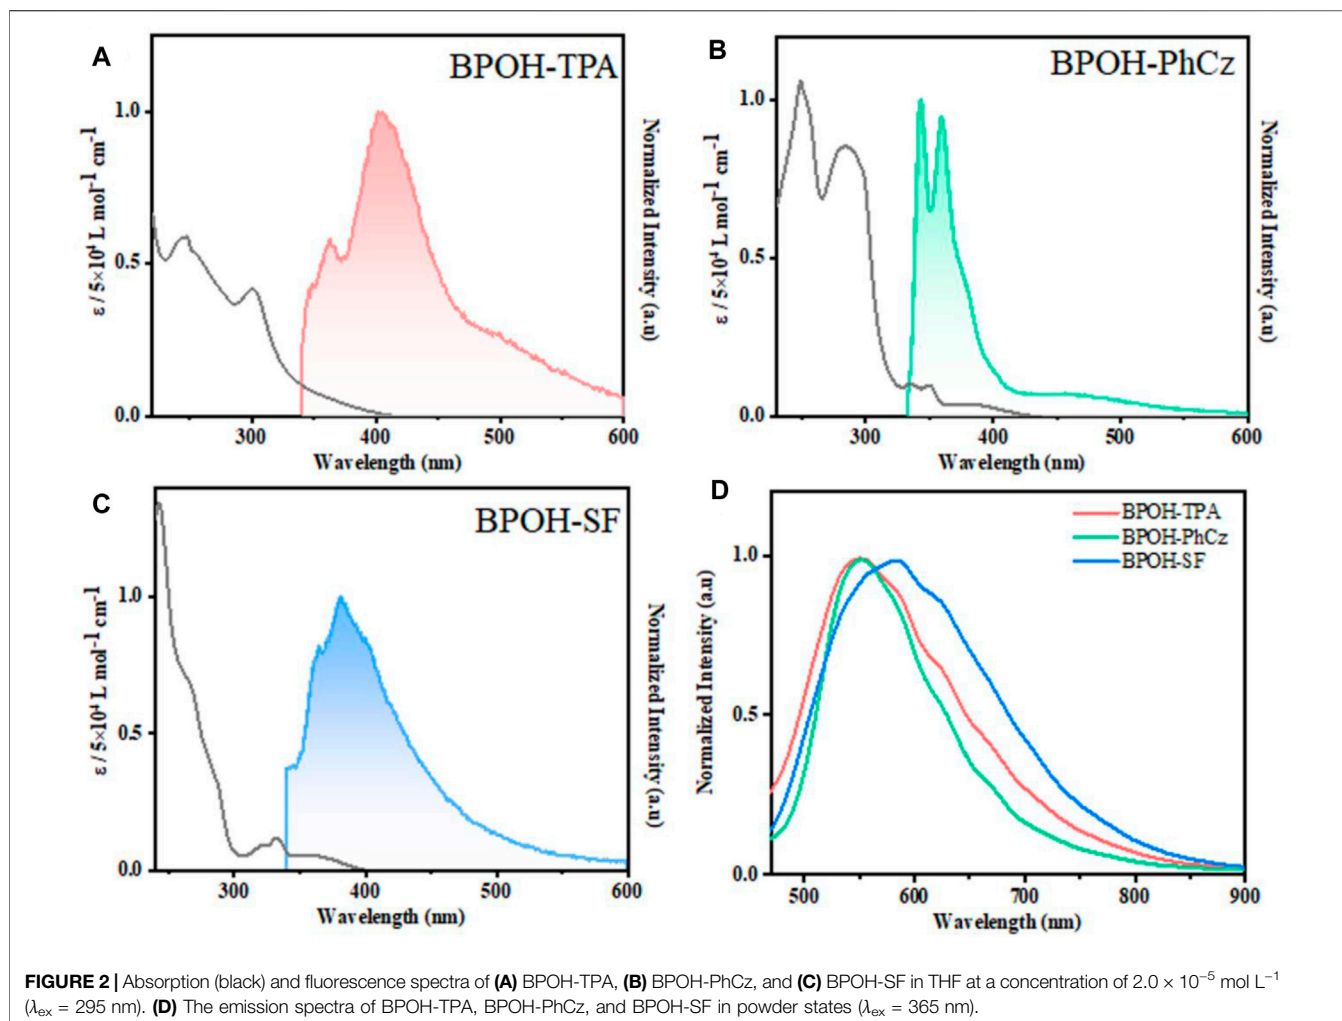 A
BPOH-TPA
1.0
0.5
0.0
300
400
500
600
Wavelength (nm)
ε / 5×10⁴ L mol⁻¹ cm⁻¹
Normalized Intensity (a.u)
B
BPOH-PhCz
1.0
0.5
0.0
300
400
500
600
Wavelength (nm)
ε / 5×10⁴ L mol⁻¹ cm⁻¹
Normalized Intensity (a.u)
C
BPOH-SF
1.0
0.5
0.0
300
400
500
600
Wavelength (nm)
ε / 5×10⁴ L mol⁻¹ cm⁻¹
Normalized Intensity (a.u)
D
BPOH-TPA
BPOH-PhCz
BPOH-SF
1.0
0.5
0.0
500
600
700
800
900
Wavelength (nm)
Normalized Intensity (a.u)
FIGURE 2 | Absorption (black) and fluorescence spectra of (A) BPOH-TPA, (B) BPOH-PhCz, and (C) BPOH-SF in THF at a concentration of 2.0 × 10⁻⁵ mol L⁻¹
(λex = 295 nm). (D) The emission spectra of BPOH-TPA, BPOH-PhCz, and BPOH-SF in powder states (λex = 365 nm).